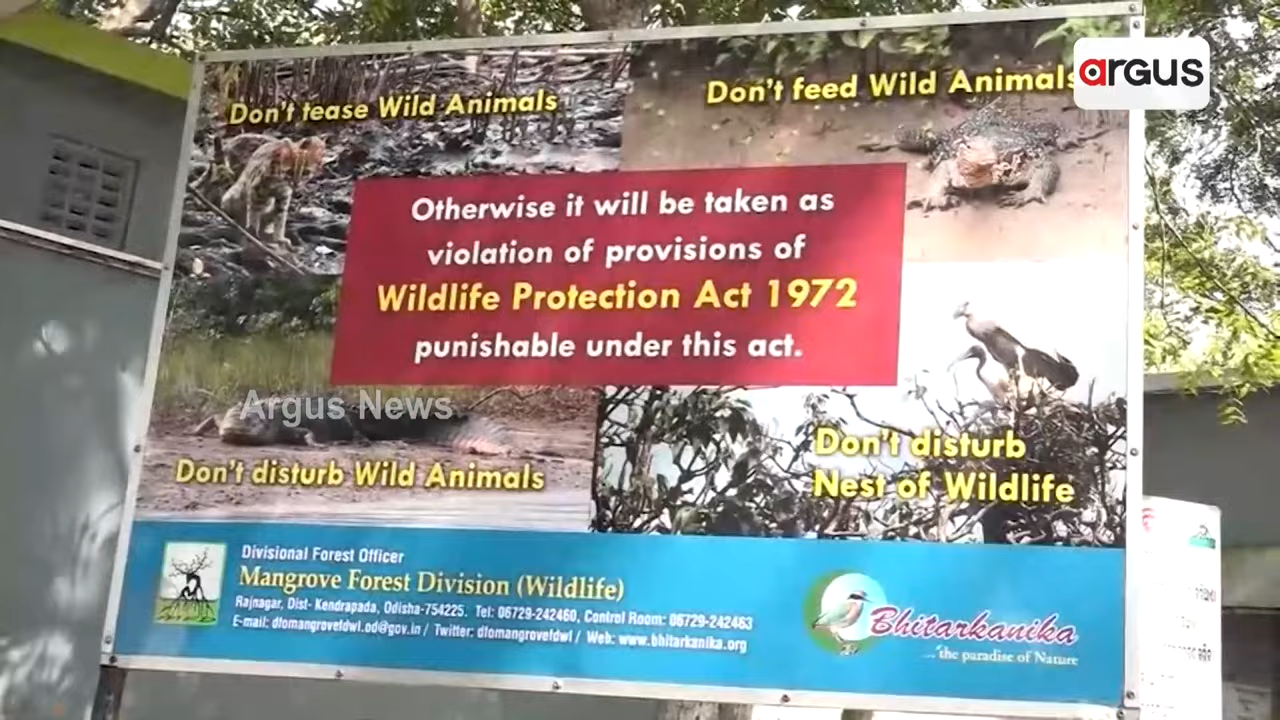 argus
Don't tease Wild Animals
Don't feed Wild Animals
Otherwise it will be taken as
violation of provisions of
Wildlife Protection Act 1972
punishable under this act.
Argus News
Don't disturb Wild Animals
Don't disturb
Nest of Wildlife
Divisional Forest Officer
Mangrove Forest Division (Wildlife)
Rajnagar, Dist- Kendrapada, Odisha-754225. Tel: 06729-242460, Control Room: 06729-242463
E-mail: dfomangrovefdwl.od@gov.in / Twitter: dfomangrovefdwl / Web: www.bhitarkanika.org
Bhitarkanika
...the paradise of Nature